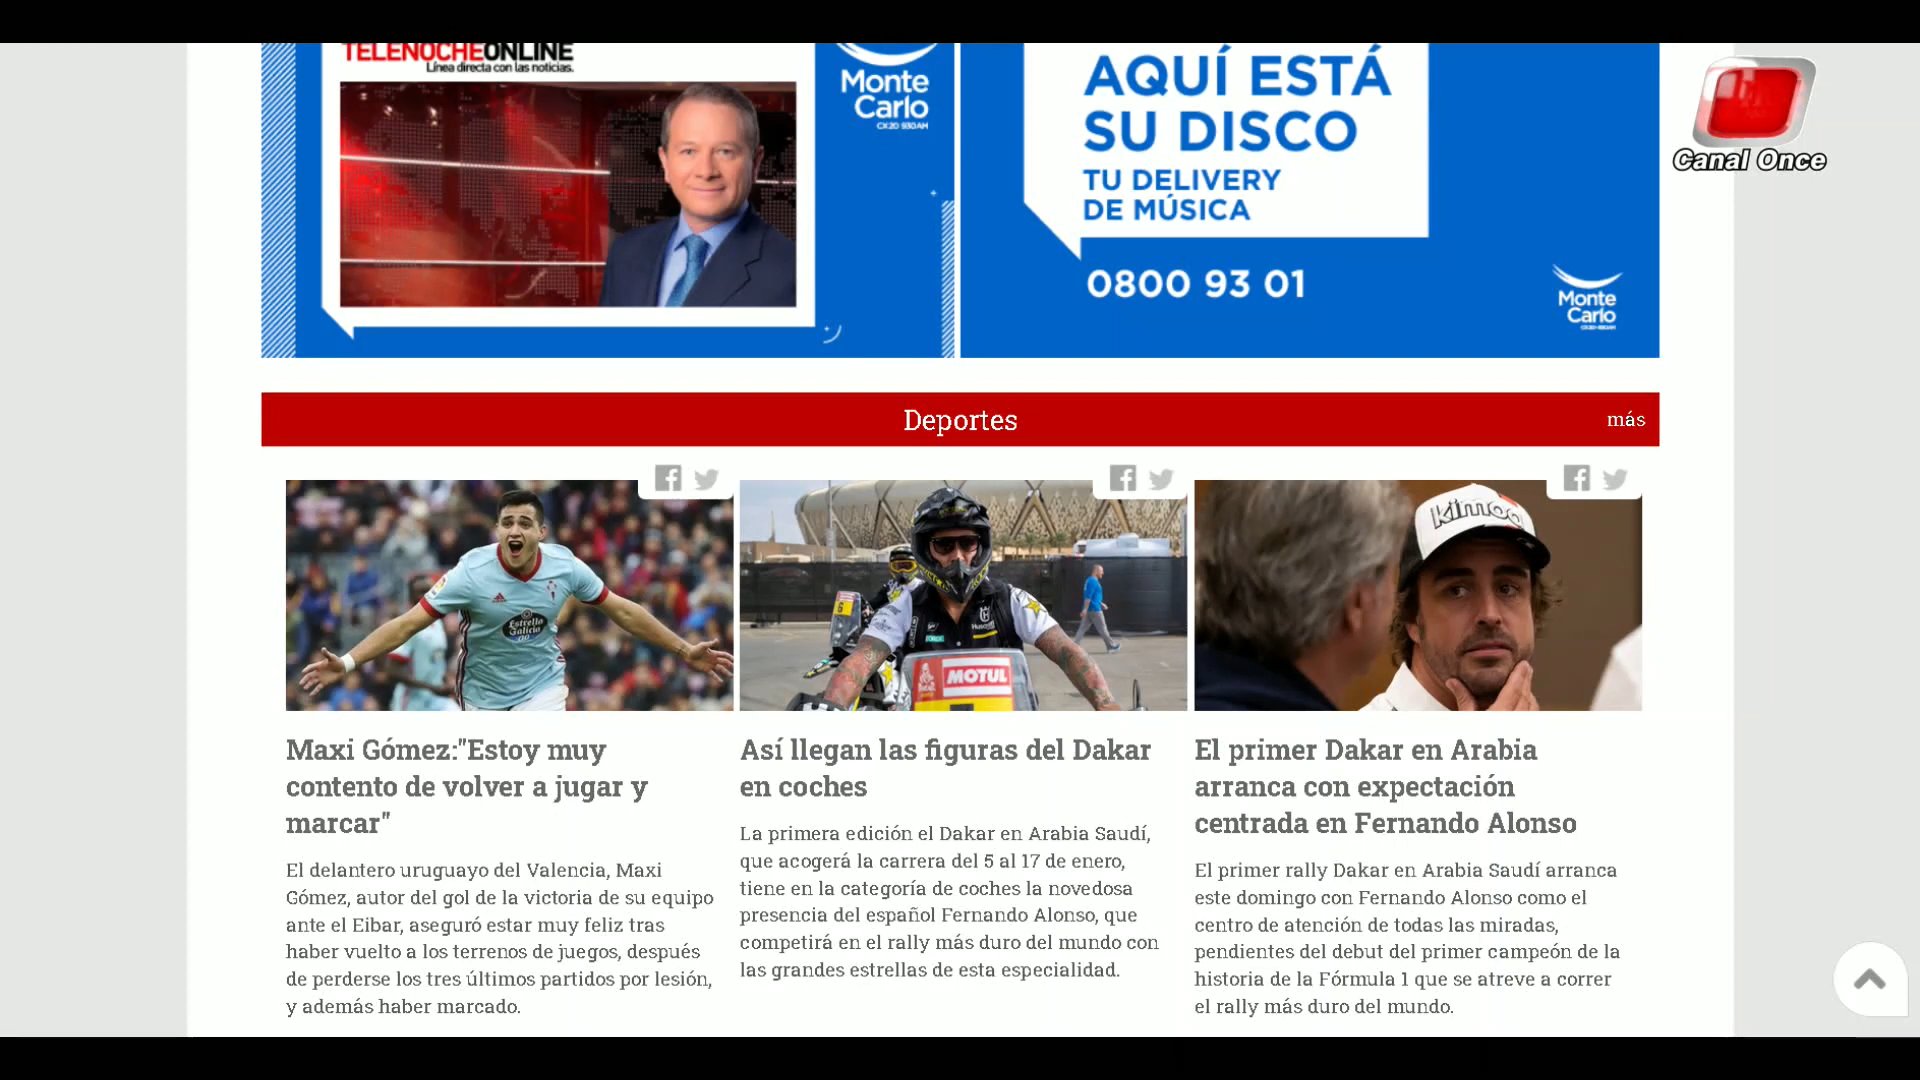 TELENOCHEONLINE
Línea directa con las noticias.
Monte
Carlo
CX20 930AM
AQUÍ ESTÁ
SU DISCO
TU DELIVERY
DE MÚSICA
0800 93 01
Monte
Carlo
CX20 930AM
Canal Once
Deportes
más
Estrella
Galicia
MOTUL
6
kimoa
Maxi Gómez:"Estoy muy
contento de volver a jugar y
marcar"
El delantero uruguayo del Valencia, Maxi
Gómez, autor del gol de la victoria de su equipo
ante el Eibar, aseguró estar muy feliz tras
haber vuelto a los terrenos de juegos, después
de perderse los tres últimos partidos por lesión,
y además haber marcado.
Así llegan las figuras del Dakar
en coches
La primera edición el Dakar en Arabia Saudí,
que acogerá la carrera del 5 al 17 de enero,
tiene en la categoría de coches la novedosa
presencia del español Fernando Alonso, que
competirá en el rally más duro del mundo con
las grandes estrellas de esta especialidad.
El primer Dakar en Arabia
arranca con expectación
centrada en Fernando Alonso
El primer rally Dakar en Arabia Saudí arranca
este domingo con Fernando Alonso como el
centro de atención de todas las miradas,
pendientes del debut del primer campeón de la
historia de la Fórmula 1 que se atreve a correr
el rally más duro del mundo.